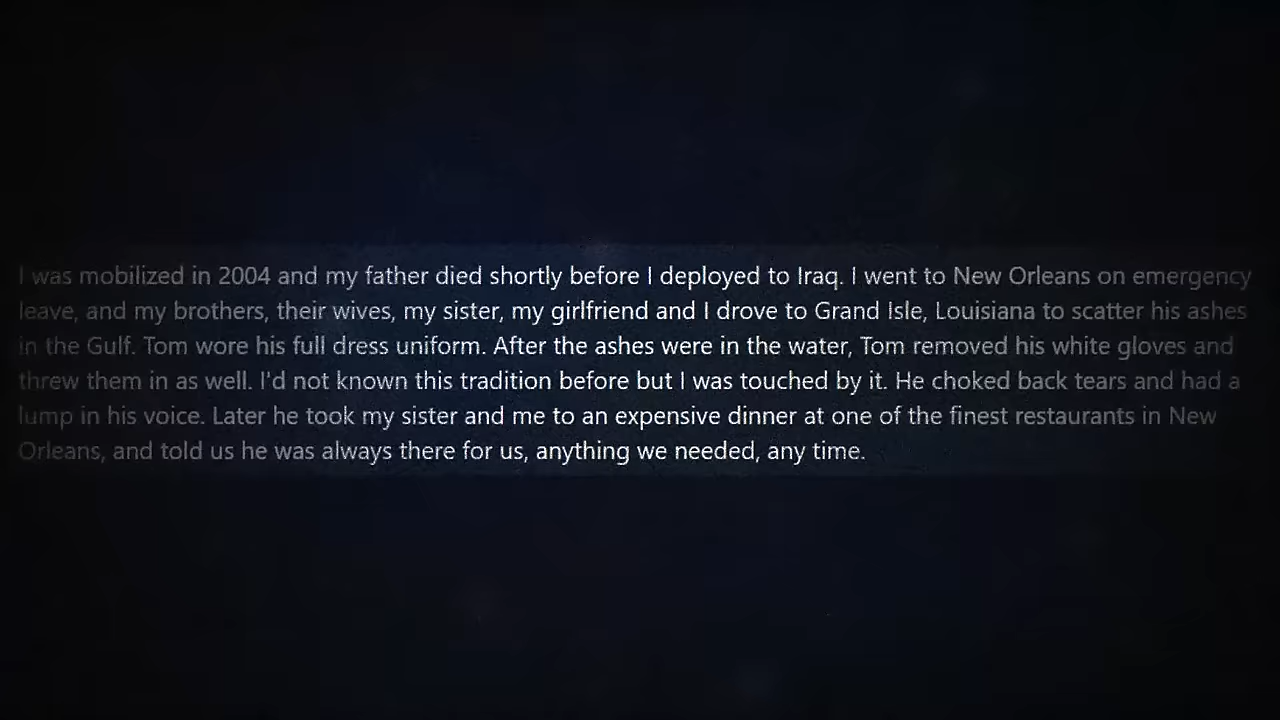 I was mobilized in 2004 and my father died shortly before I deployed to Iraq. I went to New Orleans on emergency
leave, and my brothers, their wives, my sister, my girlfriend and I drove to Grand Isle, Louisiana to scatter his ashes
in the Gulf. Tom wore his full dress uniform. After the ashes were in the water, Tom removed his white gloves and
threw them in as well. I'd not known this tradition before but I was touched by it. He choked back tears and had a
lump in his voice. Later he took my sister and me to an expensive dinner at one of the finest restaurants in New
Orleans, and told us he was always there for us, anything we needed, any time.